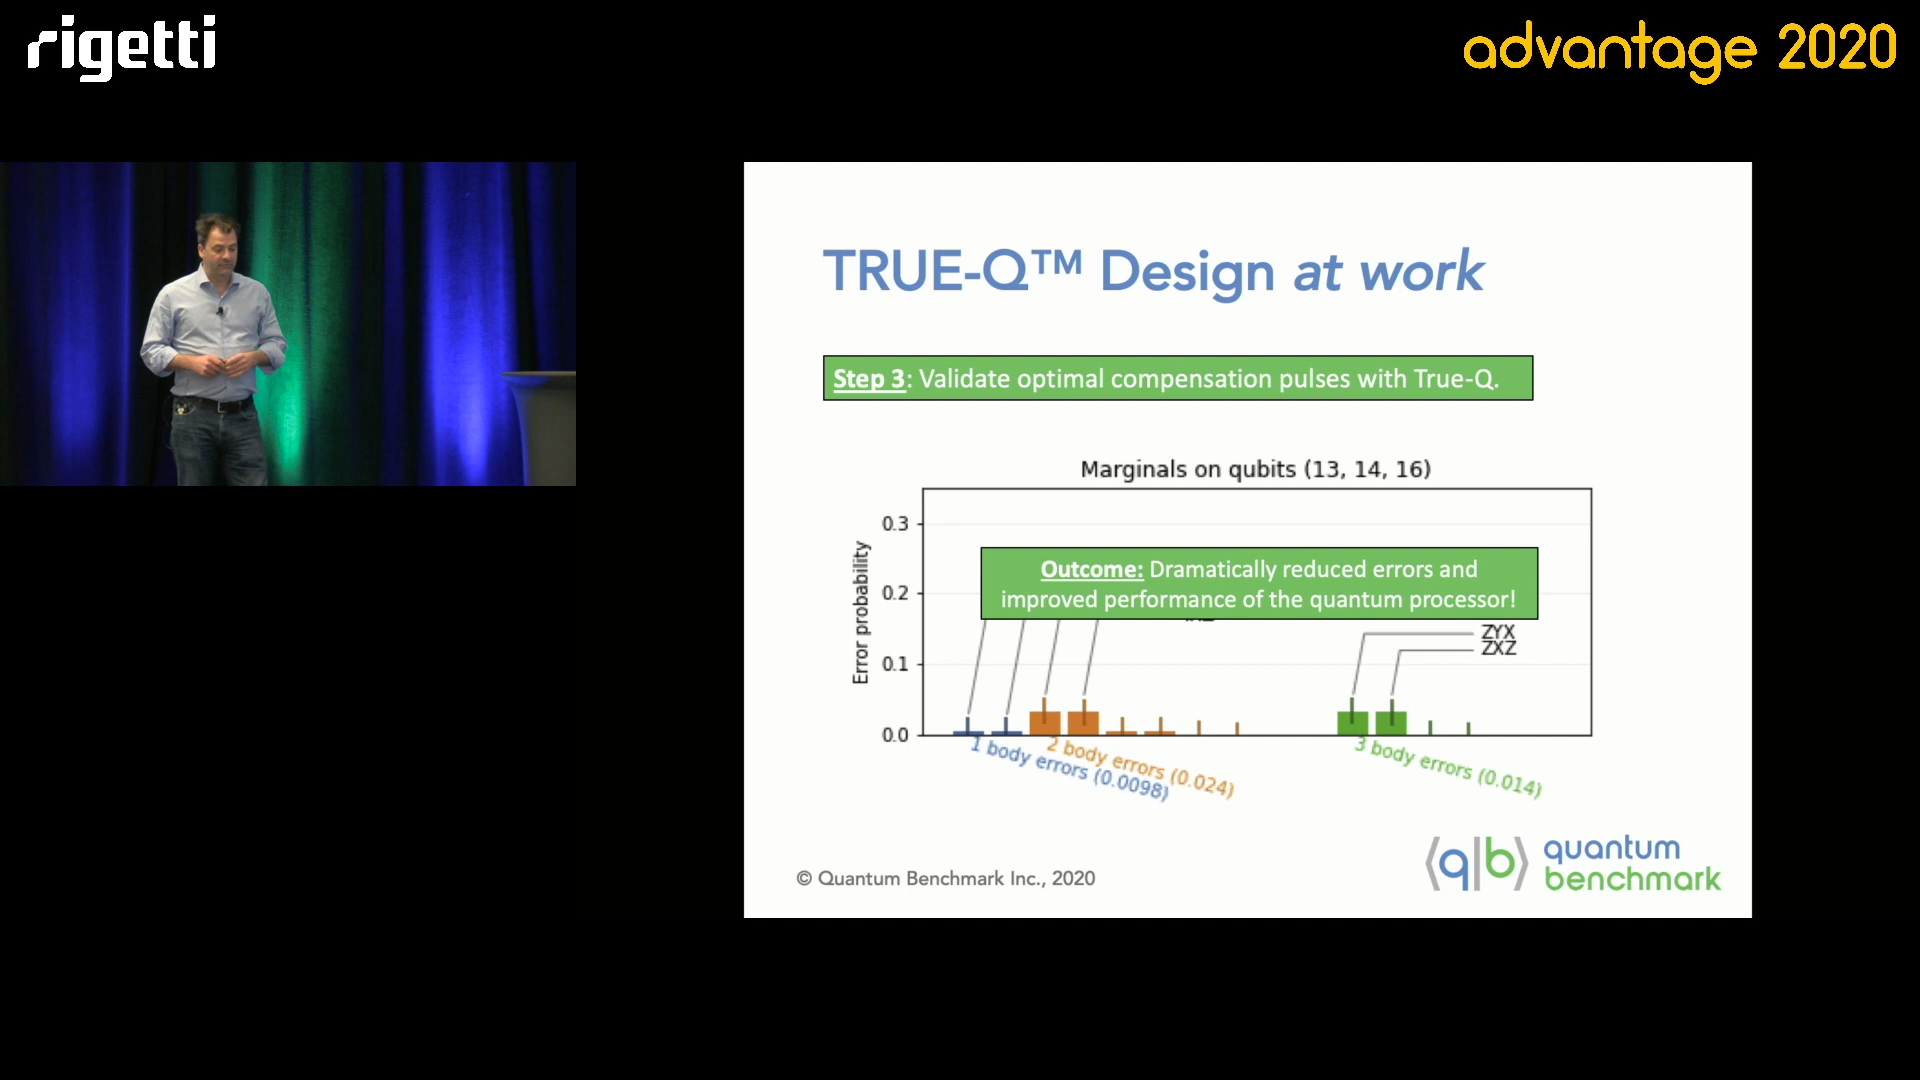 rigetti
advantage 2020
TRUE-Q™ Design at work
Step 3: Validate optimal compensation pulses with True-Q.
Marginals on qubits (13, 14, 16)
Error probability
0.3
0.2
0.1
0.0
Outcome: Dramatically reduced errors and
improved performance of the quantum processor!
ZYX
ZXZ
1 body errors (0.0098)
2 body errors (0.024)
3 body errors (0.014)
© Quantum Benchmark Inc., 2020
⟨q|b⟩ quantum
benchmark